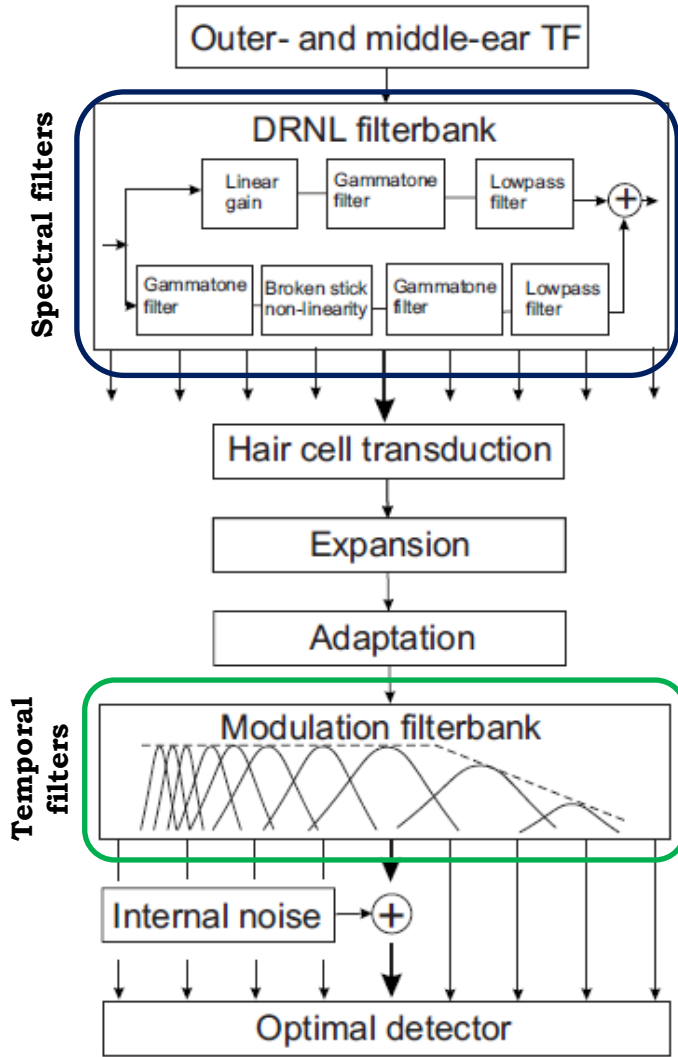 Outer- and middle-ear TF
Spectral filters
DRNL filterbank
Linear
gain
Gammatone
filter
Lowpass
filter
+
Gammatone
filter
Broken stick
non-linearity
Gammatone
filter
Lowpass
filter
Hair cell transduction
Expansion
Adaptation
Temporal
filters
Modulation filterbank
Internal noise
+
Optimal detector